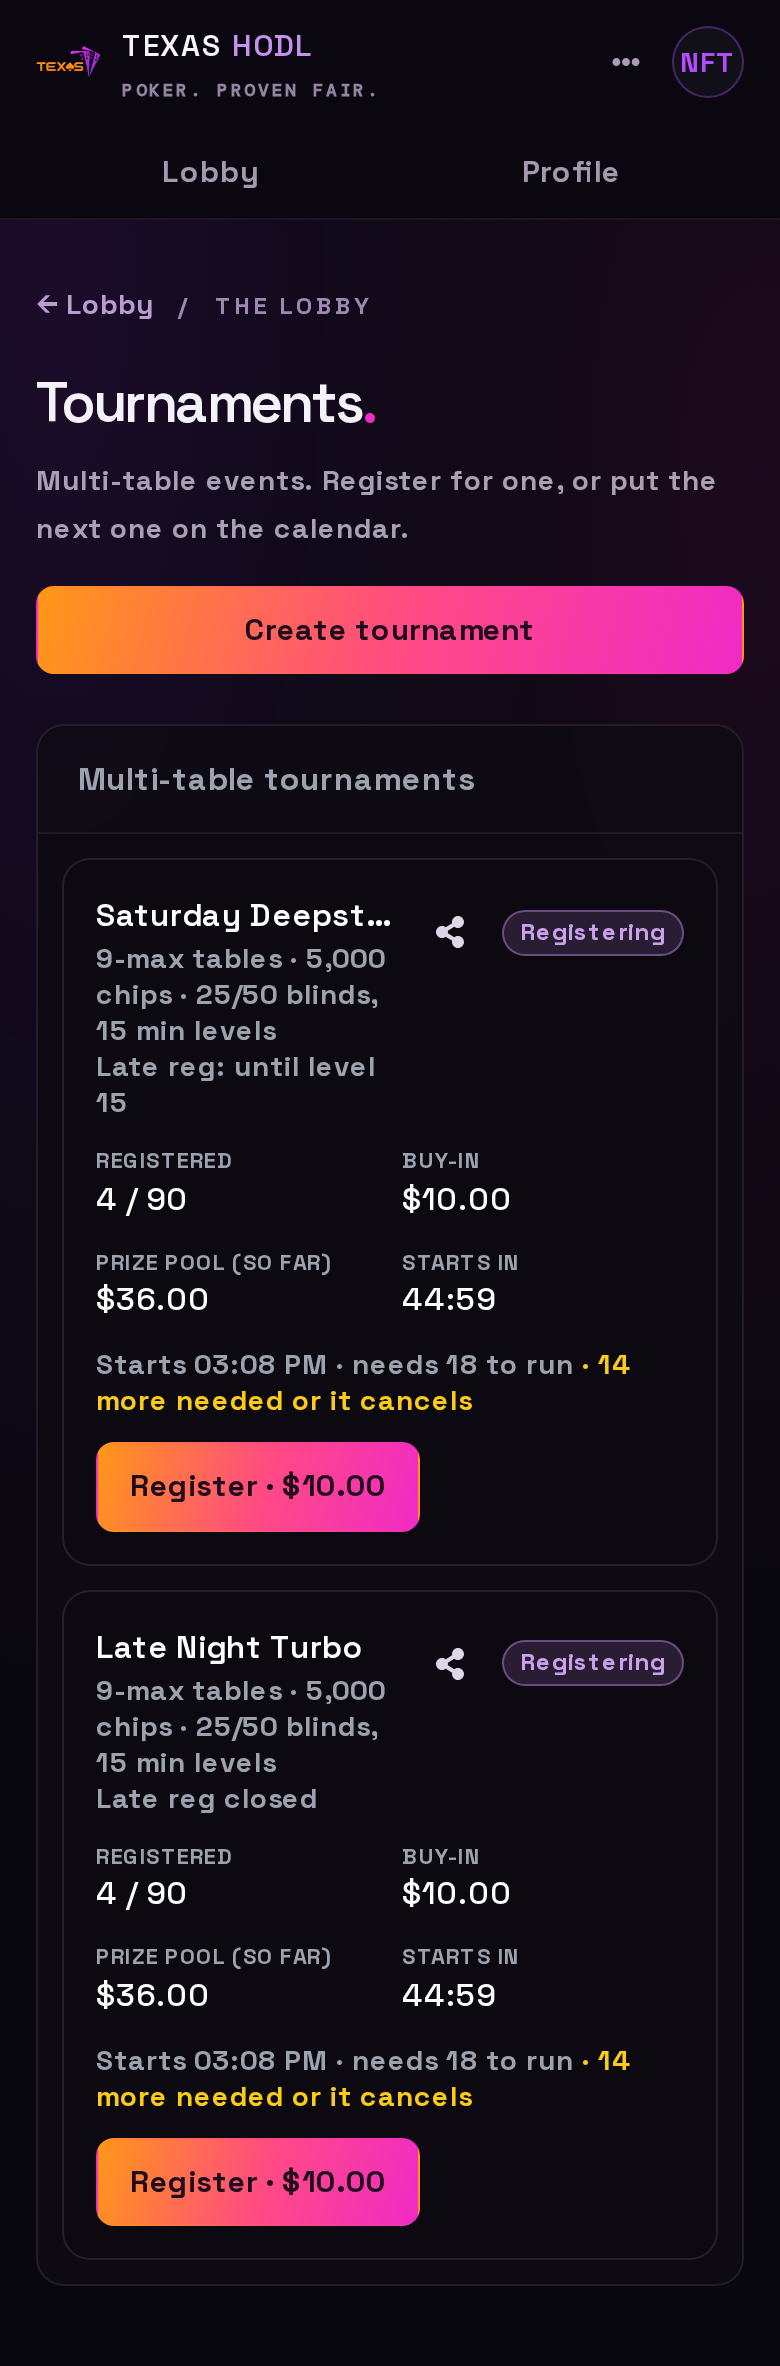 TEXAS
TEXAS HODL
POKER. PROVEN FAIR.
•••
NFT
Lobby
Profile
← Lobby / THE LOBBY
Tournaments.
Multi-table events. Register for one, or put the
next one on the calendar.
Create tournament
Multi-table tournaments
Saturday Deepst...
Registering
9-max tables · 5,000
chips · 25/50 blinds,
15 min levels
Late reg: until level
15
REGISTERED
4 / 90
BUY-IN
$10.00
PRIZE POOL (SO FAR)
$36.00
STARTS IN
44:59
Starts 03:08 PM · needs 18 to run · 14
more needed or it cancels
Register · $10.00
Late Night Turbo
Registering
9-max tables · 5,000
chips · 25/50 blinds,
15 min levels
Late reg closed
REGISTERED
4 / 90
BUY-IN
$10.00
PRIZE POOL (SO FAR)
$36.00
STARTS IN
44:59
Starts 03:08 PM · needs 18 to run · 14
more needed or it cancels
Register · $10.00